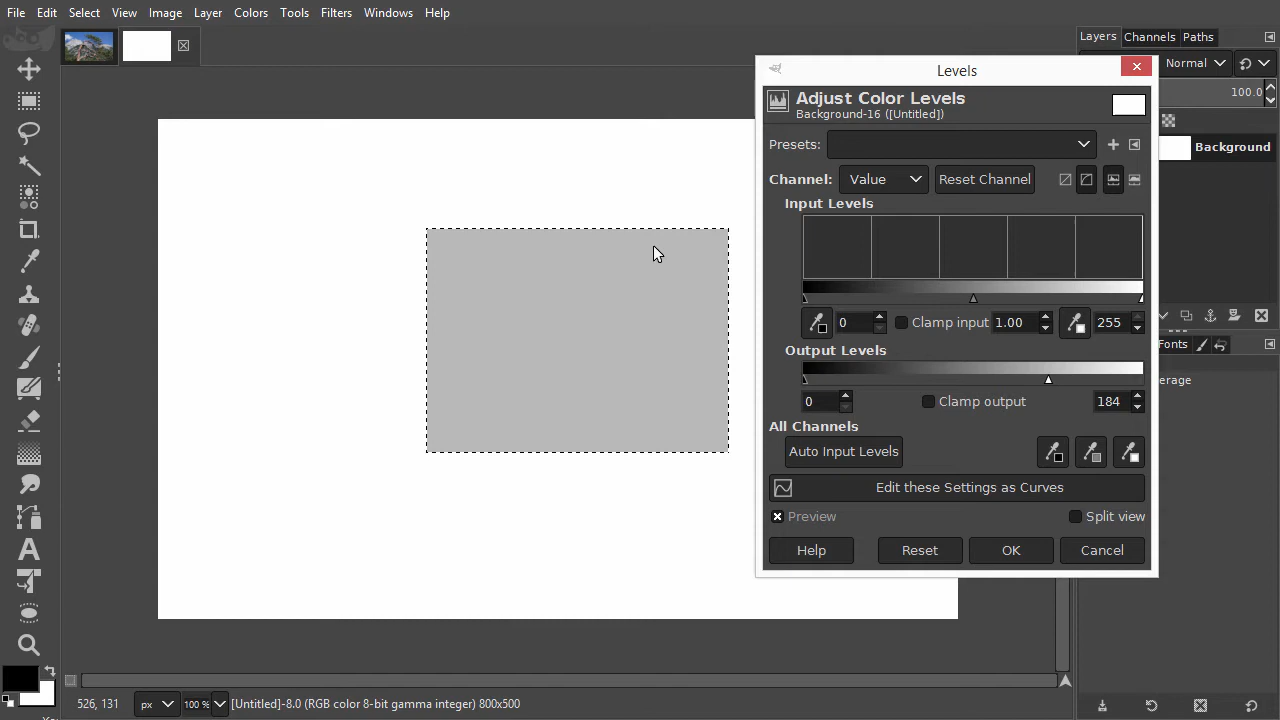 File Edit Select View Image Layer Colors Tools Filters Windows Help
Layers Channels Paths
Levels
Normal
Adjust Color Levels
Background-16 ([Untitled])
100.0
Presets:
Background
Channel: Value Reset Channel
Input Levels
0 Clamp input 1.00 255
Fonts
Output Levels
erage
0 Clamp output 184
All Channels
Auto Input Levels
Edit these Settings as Curves
Preview Split view
Help Reset OK Cancel
526, 131 px 100 % [Untitled]-8.0 (RGB color 8-bit gamma integer) 800x500